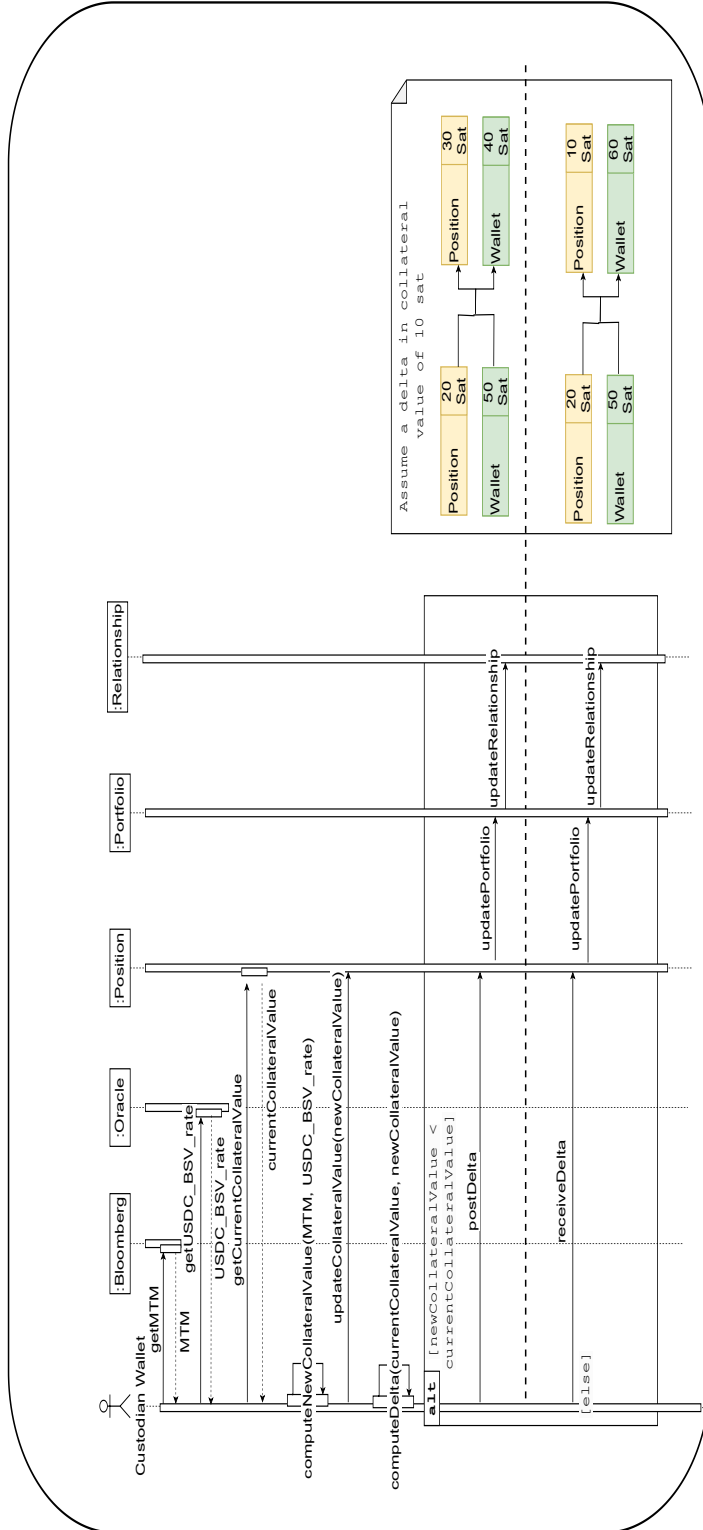 Custodian Wallet
:Bloomberg
:Oracle
:Position
:Portfolio
:Relationship
getMTM
MTM
getUSDC_BSV_rate
USDC_BSV_rate
getCurrentCollateralValue
currentCollateralValue
computeNewCollateralValue(MTM, USDC_BSV_rate)
updateCollateralValue(newCollateralValue)
computeDelta(currentCollateralValue, newCollateralValue)
alt
[newCollateralValue <
currentCollateralValue]
postDelta
updatePortfolio
updateRelationship
[else]
receiveDelta
updatePortfolio
updateRelationship
Assume a delta in collateral
value of 10 sat
Position
20
Sat
Position
30
Sat
Wallet
50
Sat
Wallet
40
Sat
Position
20
Sat
Position
10
Sat
Wallet
50
Sat
Wallet
60
Sat